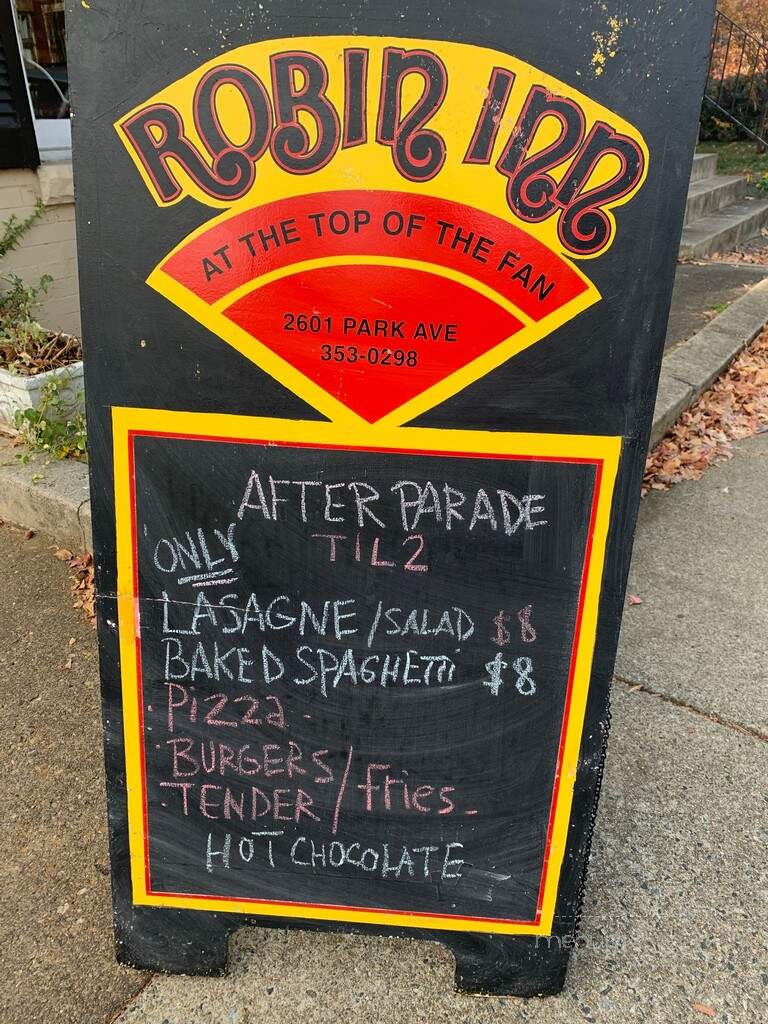 ROBIN INN
AT THE TOP OF THE FAN
2601 PARK AVE
353-0298
AFTER PARADE
ONLY TIL 2
LASAGNE/SALAD $8
BAKED SPAGHETTI $8
· Pizza -
· BURGERS/
· TENDER/fries-
HOT CHOCOLATE